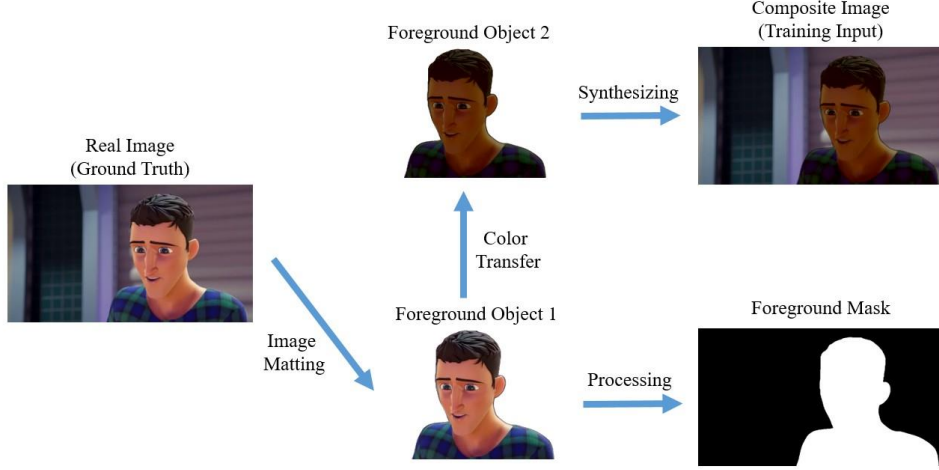 Real Image
(Ground Truth)
Image
Matting
Foreground Object 1
Color
Transfer
Foreground Object 2
Synthesizing
Composite Image
(Training Input)
Processing
Foreground Mask